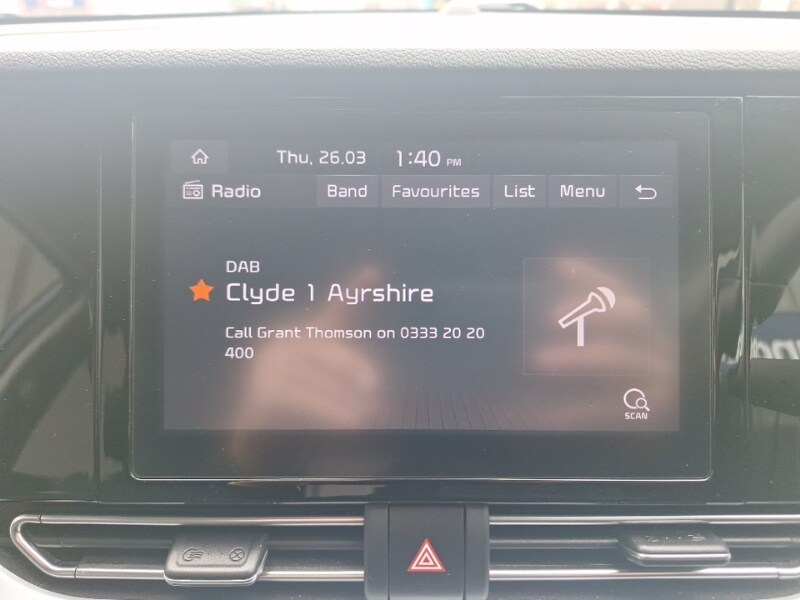 Thu, 26.03 1:40 PM
Radio Band Favourites List Menu
DAB
Clyde 1 Ayrshire
Call Grant Thomson on 0333 20 20
400
SCAN